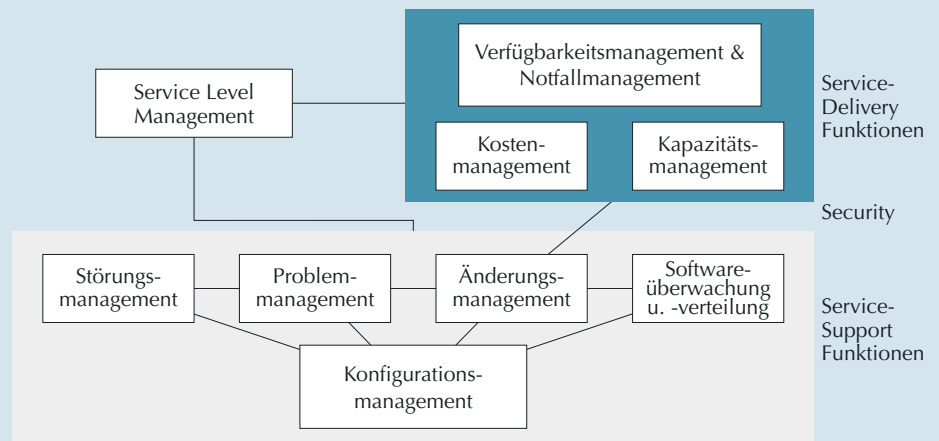 Verfügbarkeitsmanagement &
Notfallmanagement
Service Level
Management
Service-
Delivery
Funktionen
Kosten-
management
Kapazitäts-
management
Security
Störungs-
management
Problem-
management
Änderungs-
management
Software-
überwachung
u. -verteilung
Service-
Support
Funktionen
Konfigurations-
management